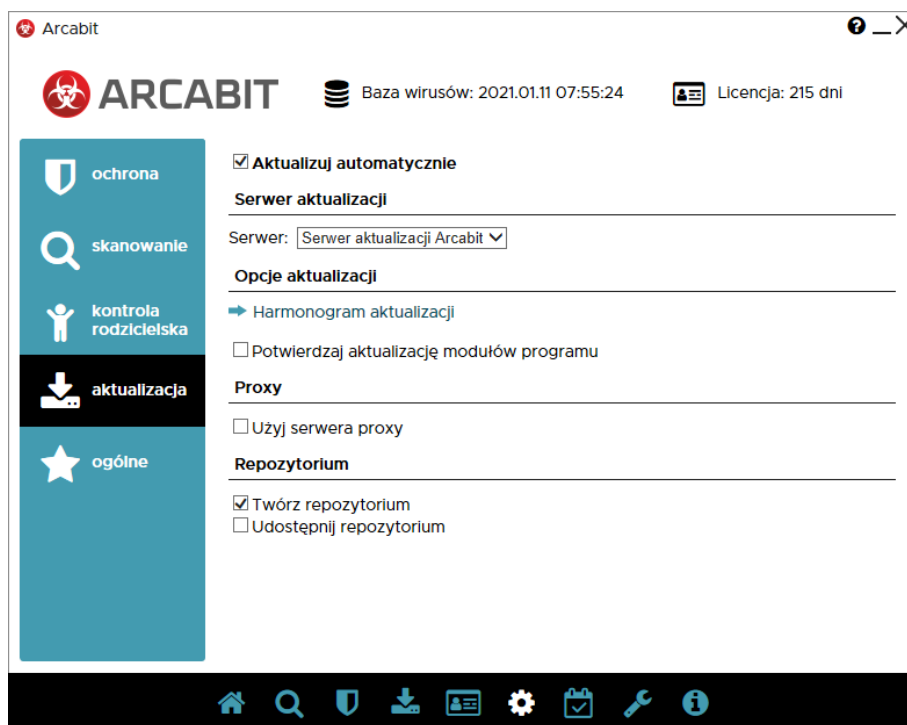 Arcabit
ARCABIT
Baza wirusów: 2021.01.11 07:55:24
Licencja: 215 dni
ochrona
skanowanie
kontrola
rodzicielska
aktualizacja
ogólne
Aktualizuj automatycznie
Serwer aktualizacji
Serwer: Serwer aktualizacji Arcabit
Opcje aktualizacji
Harmonogram aktualizacji
Potwierdzaj aktualizację modułów programu
Proxy
Użyj serwera proxy
Repozytorium
Twórz repozytorium
Udostępnij repozytorium